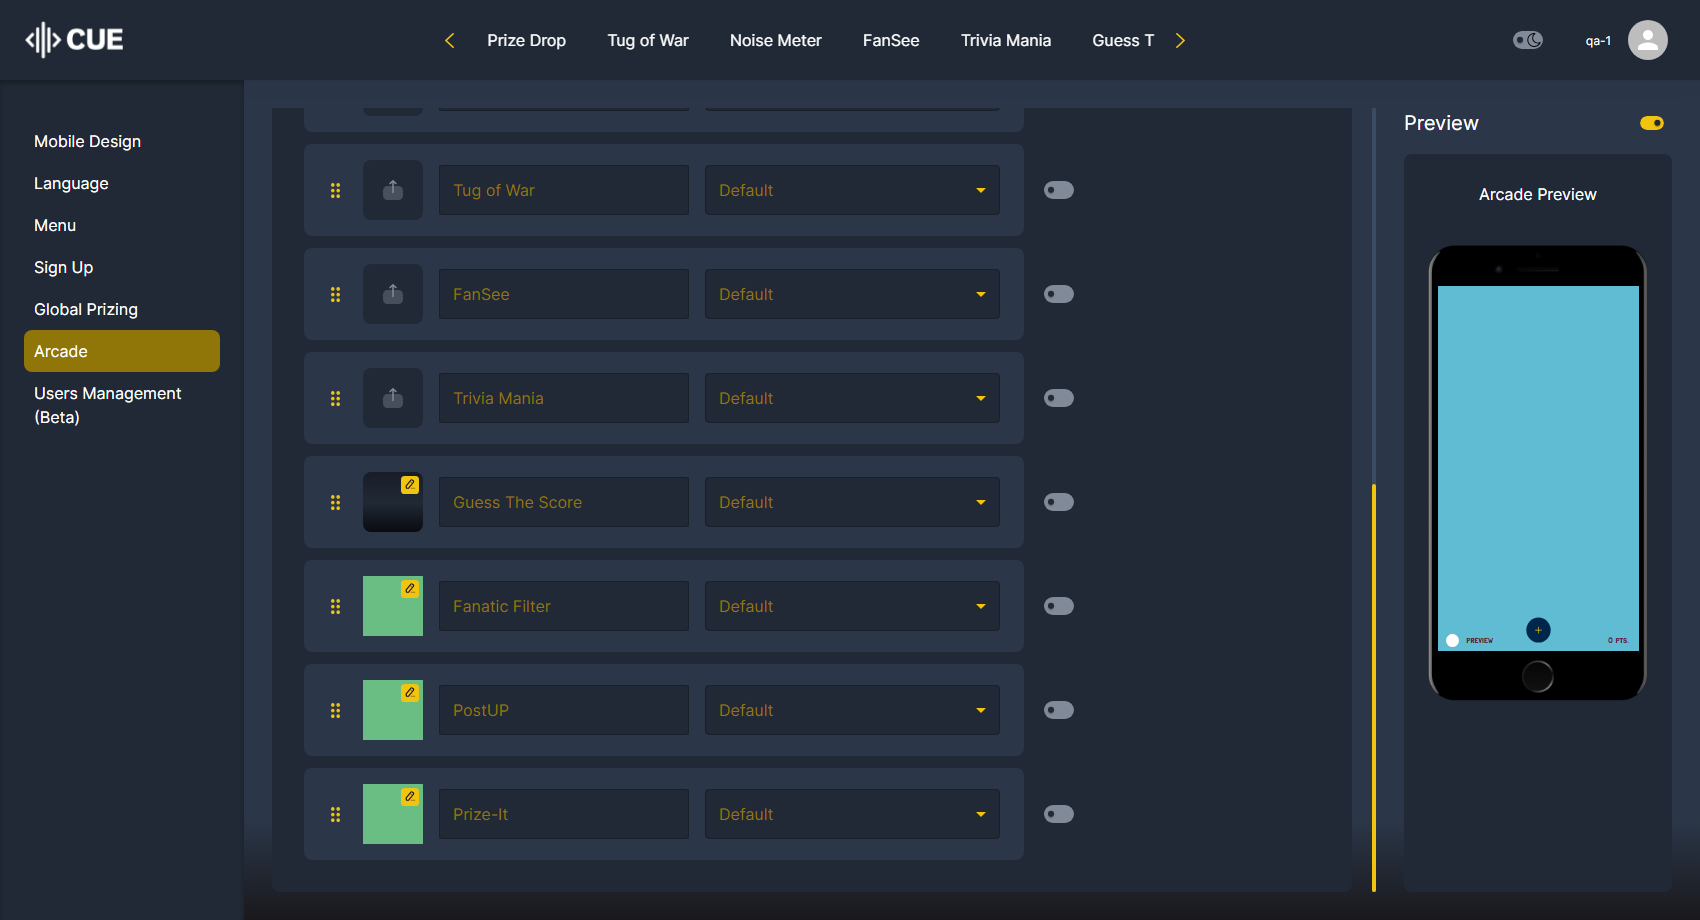 CUE
Prize Drop
Tug of War
Noise Meter
FanSee
Trivia Mania
Guess T
qa-1
Mobile Design
Language
Menu
Sign Up
Global Prizing
Arcade
Users Management
(Beta)
Tug of War
Default
FanSee
Default
Trivia Mania
Default
Guess The Score
Default
Fanatic Filter
Default
PostUP
Default
Prize-It
Default
Preview
Arcade Preview
PREVIEW
+
0 PTS.